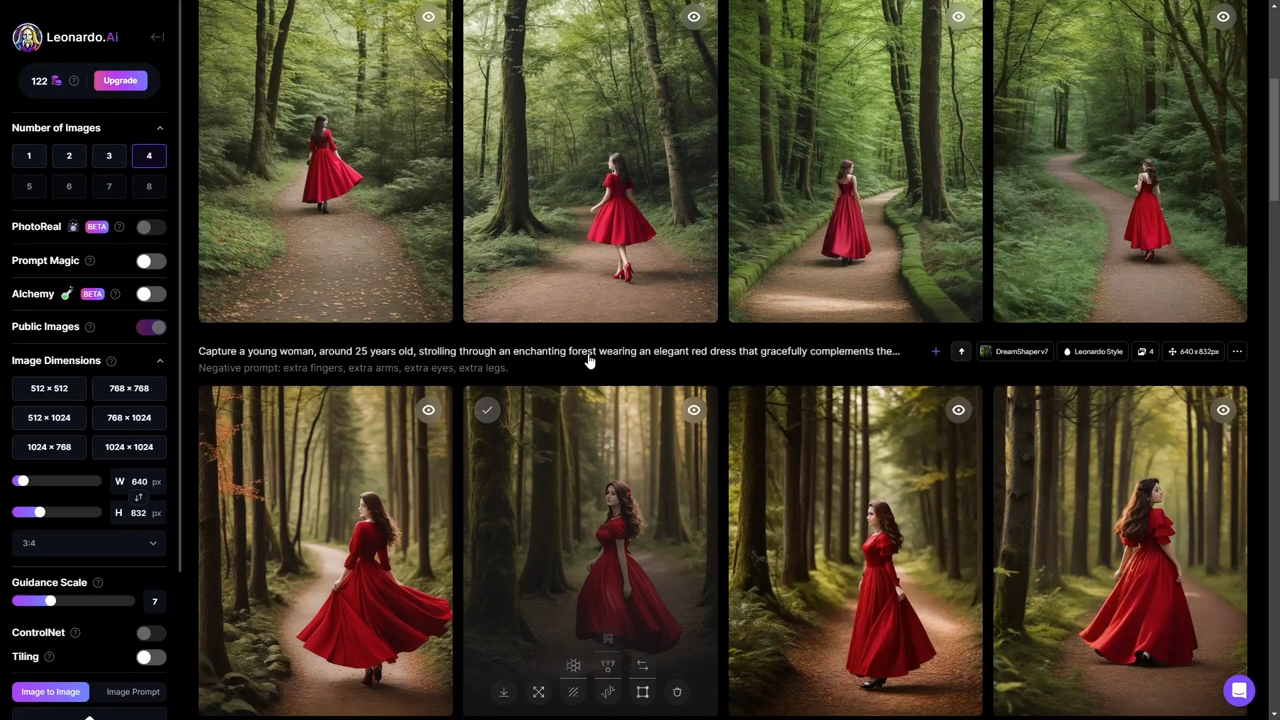 Leonardo.Ai
122
Upgrade
Number of Images
1 2 3 4
5 6 7 8
PhotoReal BETA
Prompt Magic
Alchemy BETA
Public Images
Image Dimensions
512 × 512 768 × 768
512 × 1024 768 × 1024
1024 × 768 1024 × 1024
W 640 px
H 832 px
3:4
Guidance Scale
7
ControlNet
Tiling
Image to Image Image Prompt
Capture a young woman, around 25 years old, strolling through an enchanting forest wearing an elegant red dress that gracefully complements the...
DreamShaper v7 Leonardo Style 4 640 x 832px
Negative prompt: extra fingers, extra arms, extra eyes, extra legs.